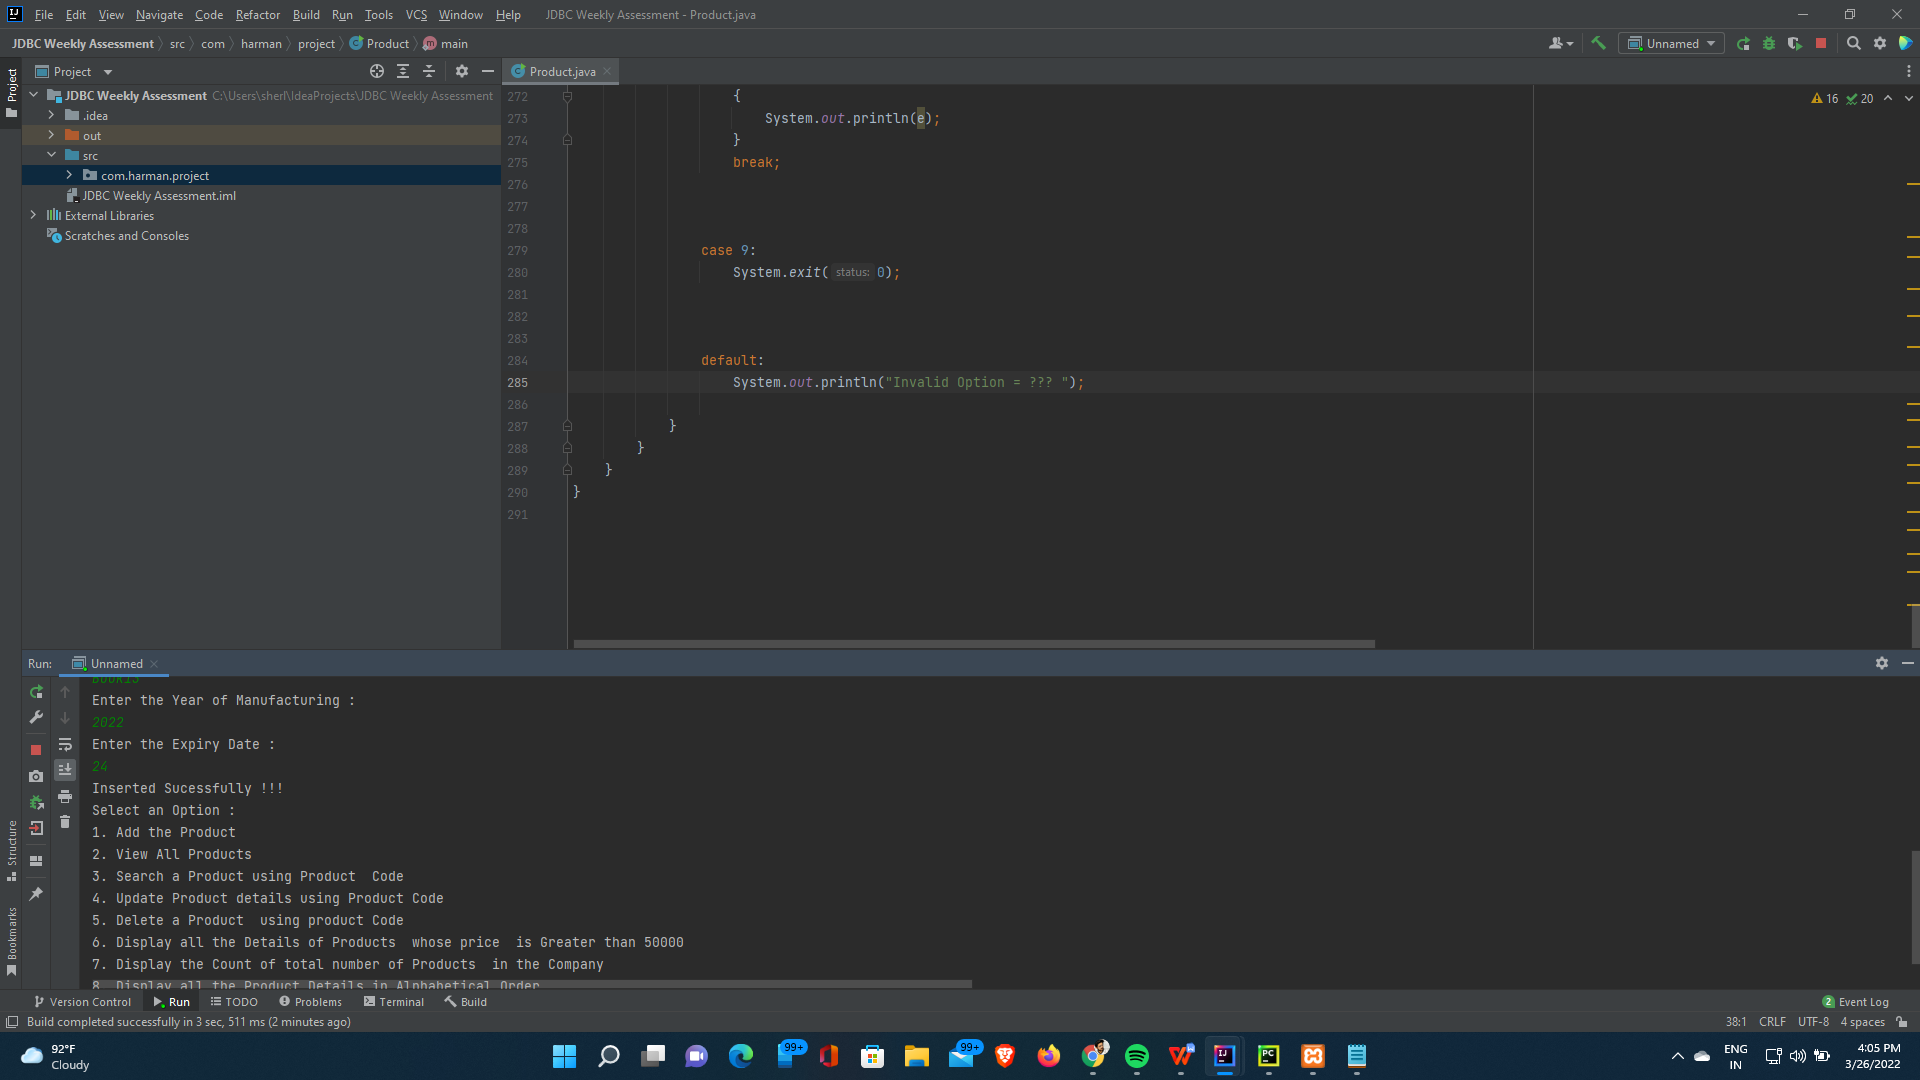 File Edit View Navigate Code Refactor Build Run Tools VCS Window Help JDBC Weekly Assessment - Product.java
JDBC Weekly Assessment src com harman project Product main
Unnamed
Project
Project
Product.java
JDBC Weekly Assessment C:\Users\sherl\IdeaProjects\JDBC Weekly Assessment
.idea
out
src
com.harman.project
JDBC Weekly Assessment.iml
External Libraries
Scratches and Consoles
16 20
272 {
273 System.out.println(e);
274 }
275 break;
276
277
278
279 case 9:
280 System.exit( status: 0);
281
282
283
284 default:
285 System.out.println("Invalid Option = ??? ");
286
287 }
288 }
289 }
290 }
291
Run: Unnamed
BOOK13
Enter the Year of Manufacturing :
2022
Enter the Expiry Date :
24
Inserted Sucessfully !!!
Select an Option :
1. Add the Product
2. View All Products
3. Search a Product using Product  Code
4. Update Product details using Product Code
5. Delete a Product  using product Code
6. Display all the Details of Products  whose price  is Greater than 50000
7. Display the Count of total number of Products  in the Company
8. Display all the Product Details in Alphabetical Order
Structure
Bookmarks
Version Control Run TODO Problems Terminal Build
2 Event Log
Build completed successfully in 3 sec, 511 ms (2 minutes ago)
38:1 CRLF UTF-8 4 spaces
92°F
Cloudy
99+
99+
ENG
IN
4:05 PM
3/26/2022